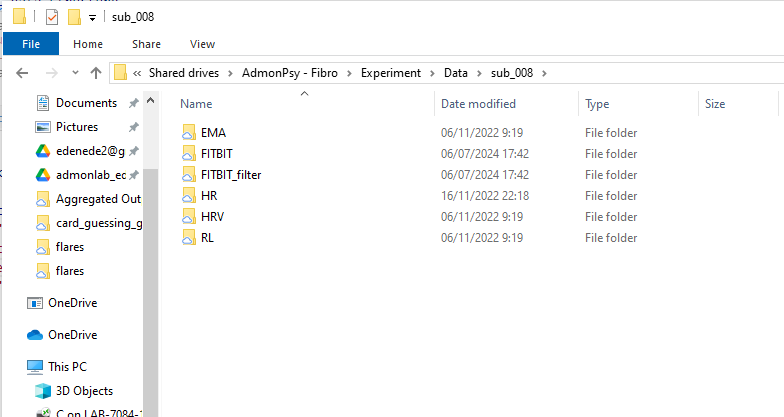 sub_008
File Home Share View
« Shared drives > AdmonPsy - Fibro > Experiment > Data > sub_008 >
Name Date modified Type Size
Documents
Pictures
edenede2@g
admonlab_ec
Aggregated Out
card_guessing_g
flares
flares
OneDrive
OneDrive
This PC
3D Objects
C on LAB-7084-1
EMA 06/11/2022 9:19 File folder
FITBIT 06/07/2024 17:42 File folder
FITBIT_filter 06/07/2024 17:42 File folder
HR 16/11/2022 22:18 File folder
HRV 06/11/2022 9:19 File folder
RL 06/11/2022 9:19 File folder